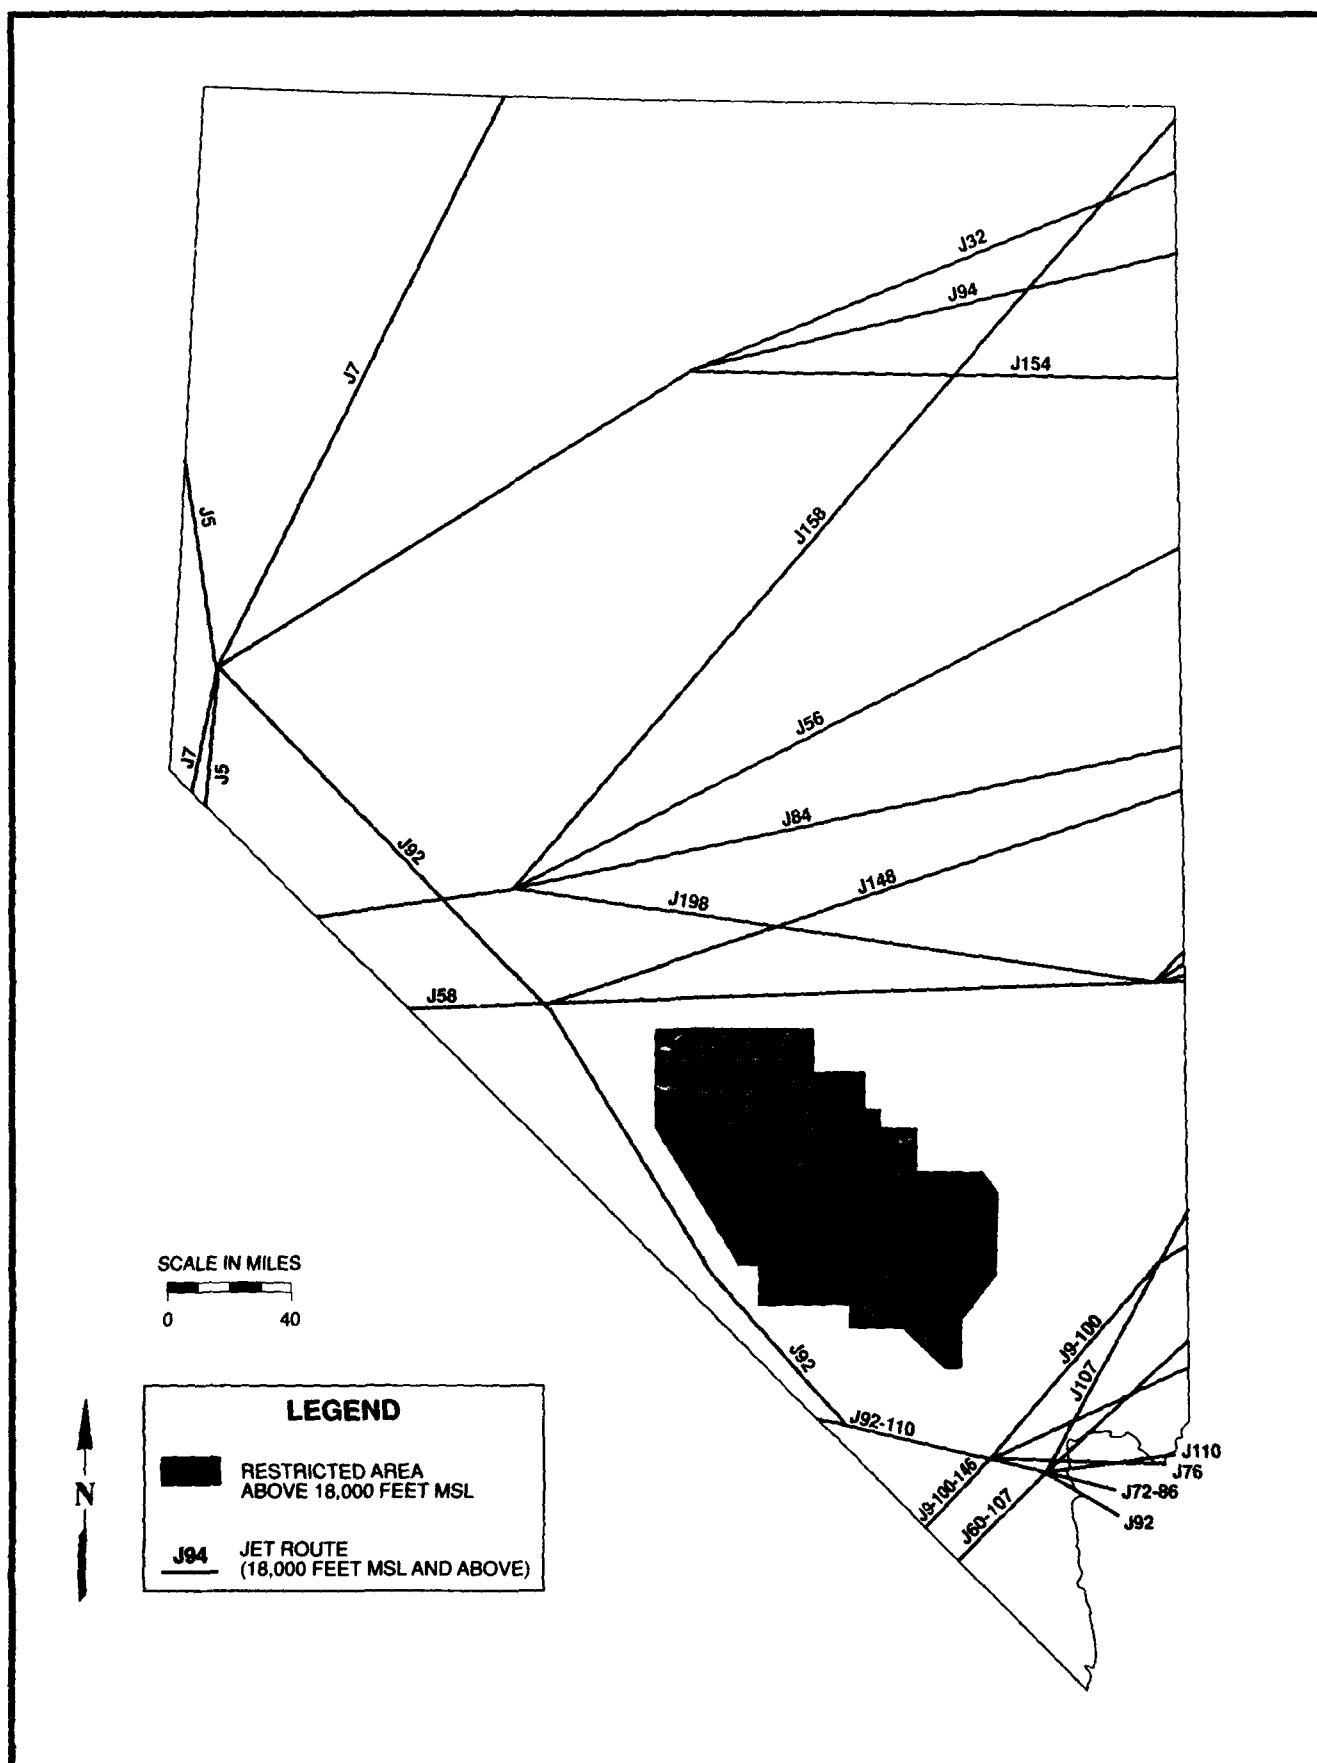 J32
J94
J154
J7
J5
J158
J56
J7
J5
J84
J92
J148
J198
J58
SCALE IN MILES
0 40
J9-100
J92
J107
LEGEND
RESTRICTED AREA
ABOVE 18,000 FEET MSL
J94 JET ROUTE
(18,000 FEET MSL AND ABOVE)
N
J92-110
J110
J76
J9-100-146
J72-86
J60-107
J92